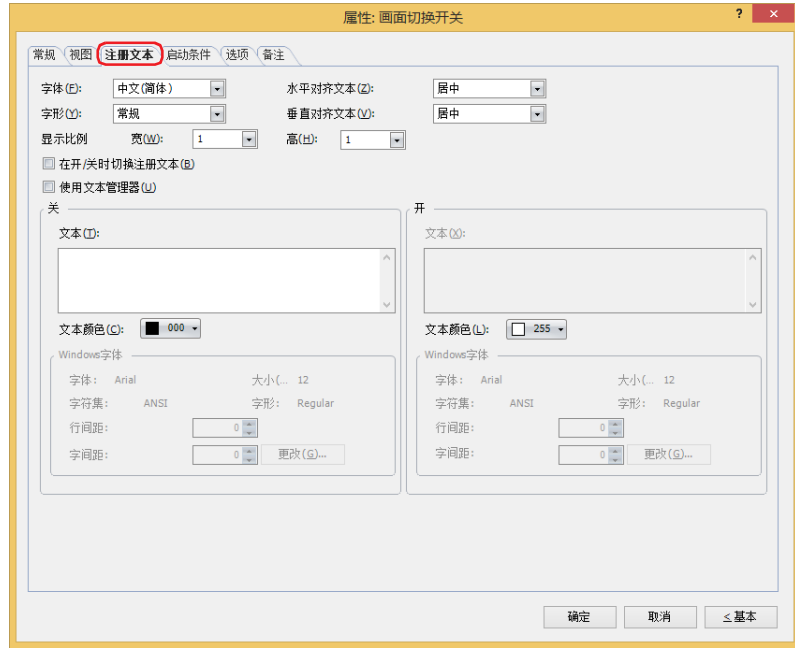 属性: 画面切换开关 ? ×
常规 视图 注册文本 启动条件 选项 备注
字体(F): 中文(简体) 水平对齐文本(Z): 居中
字形(Y): 常规 垂直对齐文本(V): 居中
显示比例 宽(W): 1 高(H): 1
在开/关时切换注册文本(B)
使用文本管理器(U)
关 开
文本(T): 文本(X):
文本颜色(C): 000 文本颜色(L): 255
Windows字体 Windows字体
字体: Arial 大小(... 12 字体: Arial 大小(... 12
字符集: ANSI 字形: Regular 字符集: ANSI 字形: Regular
行间距: 0 行间距: 0
字间距: 0 更改(G)... 字间距: 0 更改(G)...
确定 取消 <基本